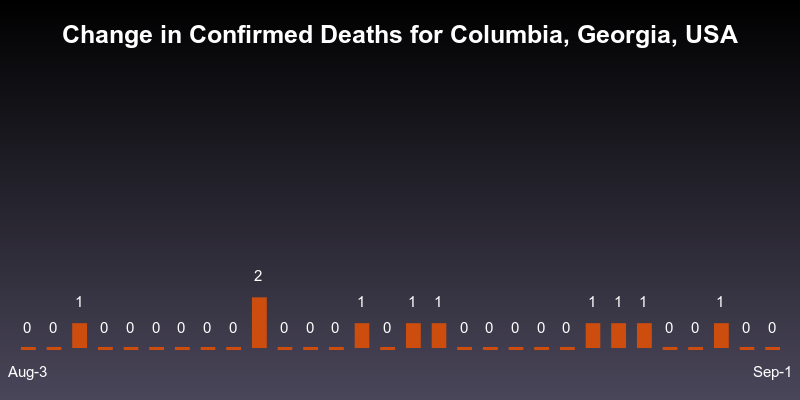 Change in Confirmed Deaths for Columbia, Georgia, USA
2
1 1 1 1 1 1 1 1
0 0 0 0 0 0 0 0 0 0 0 0 0 0 0 0 0 0 0 0 0
Aug-3 Sep-1